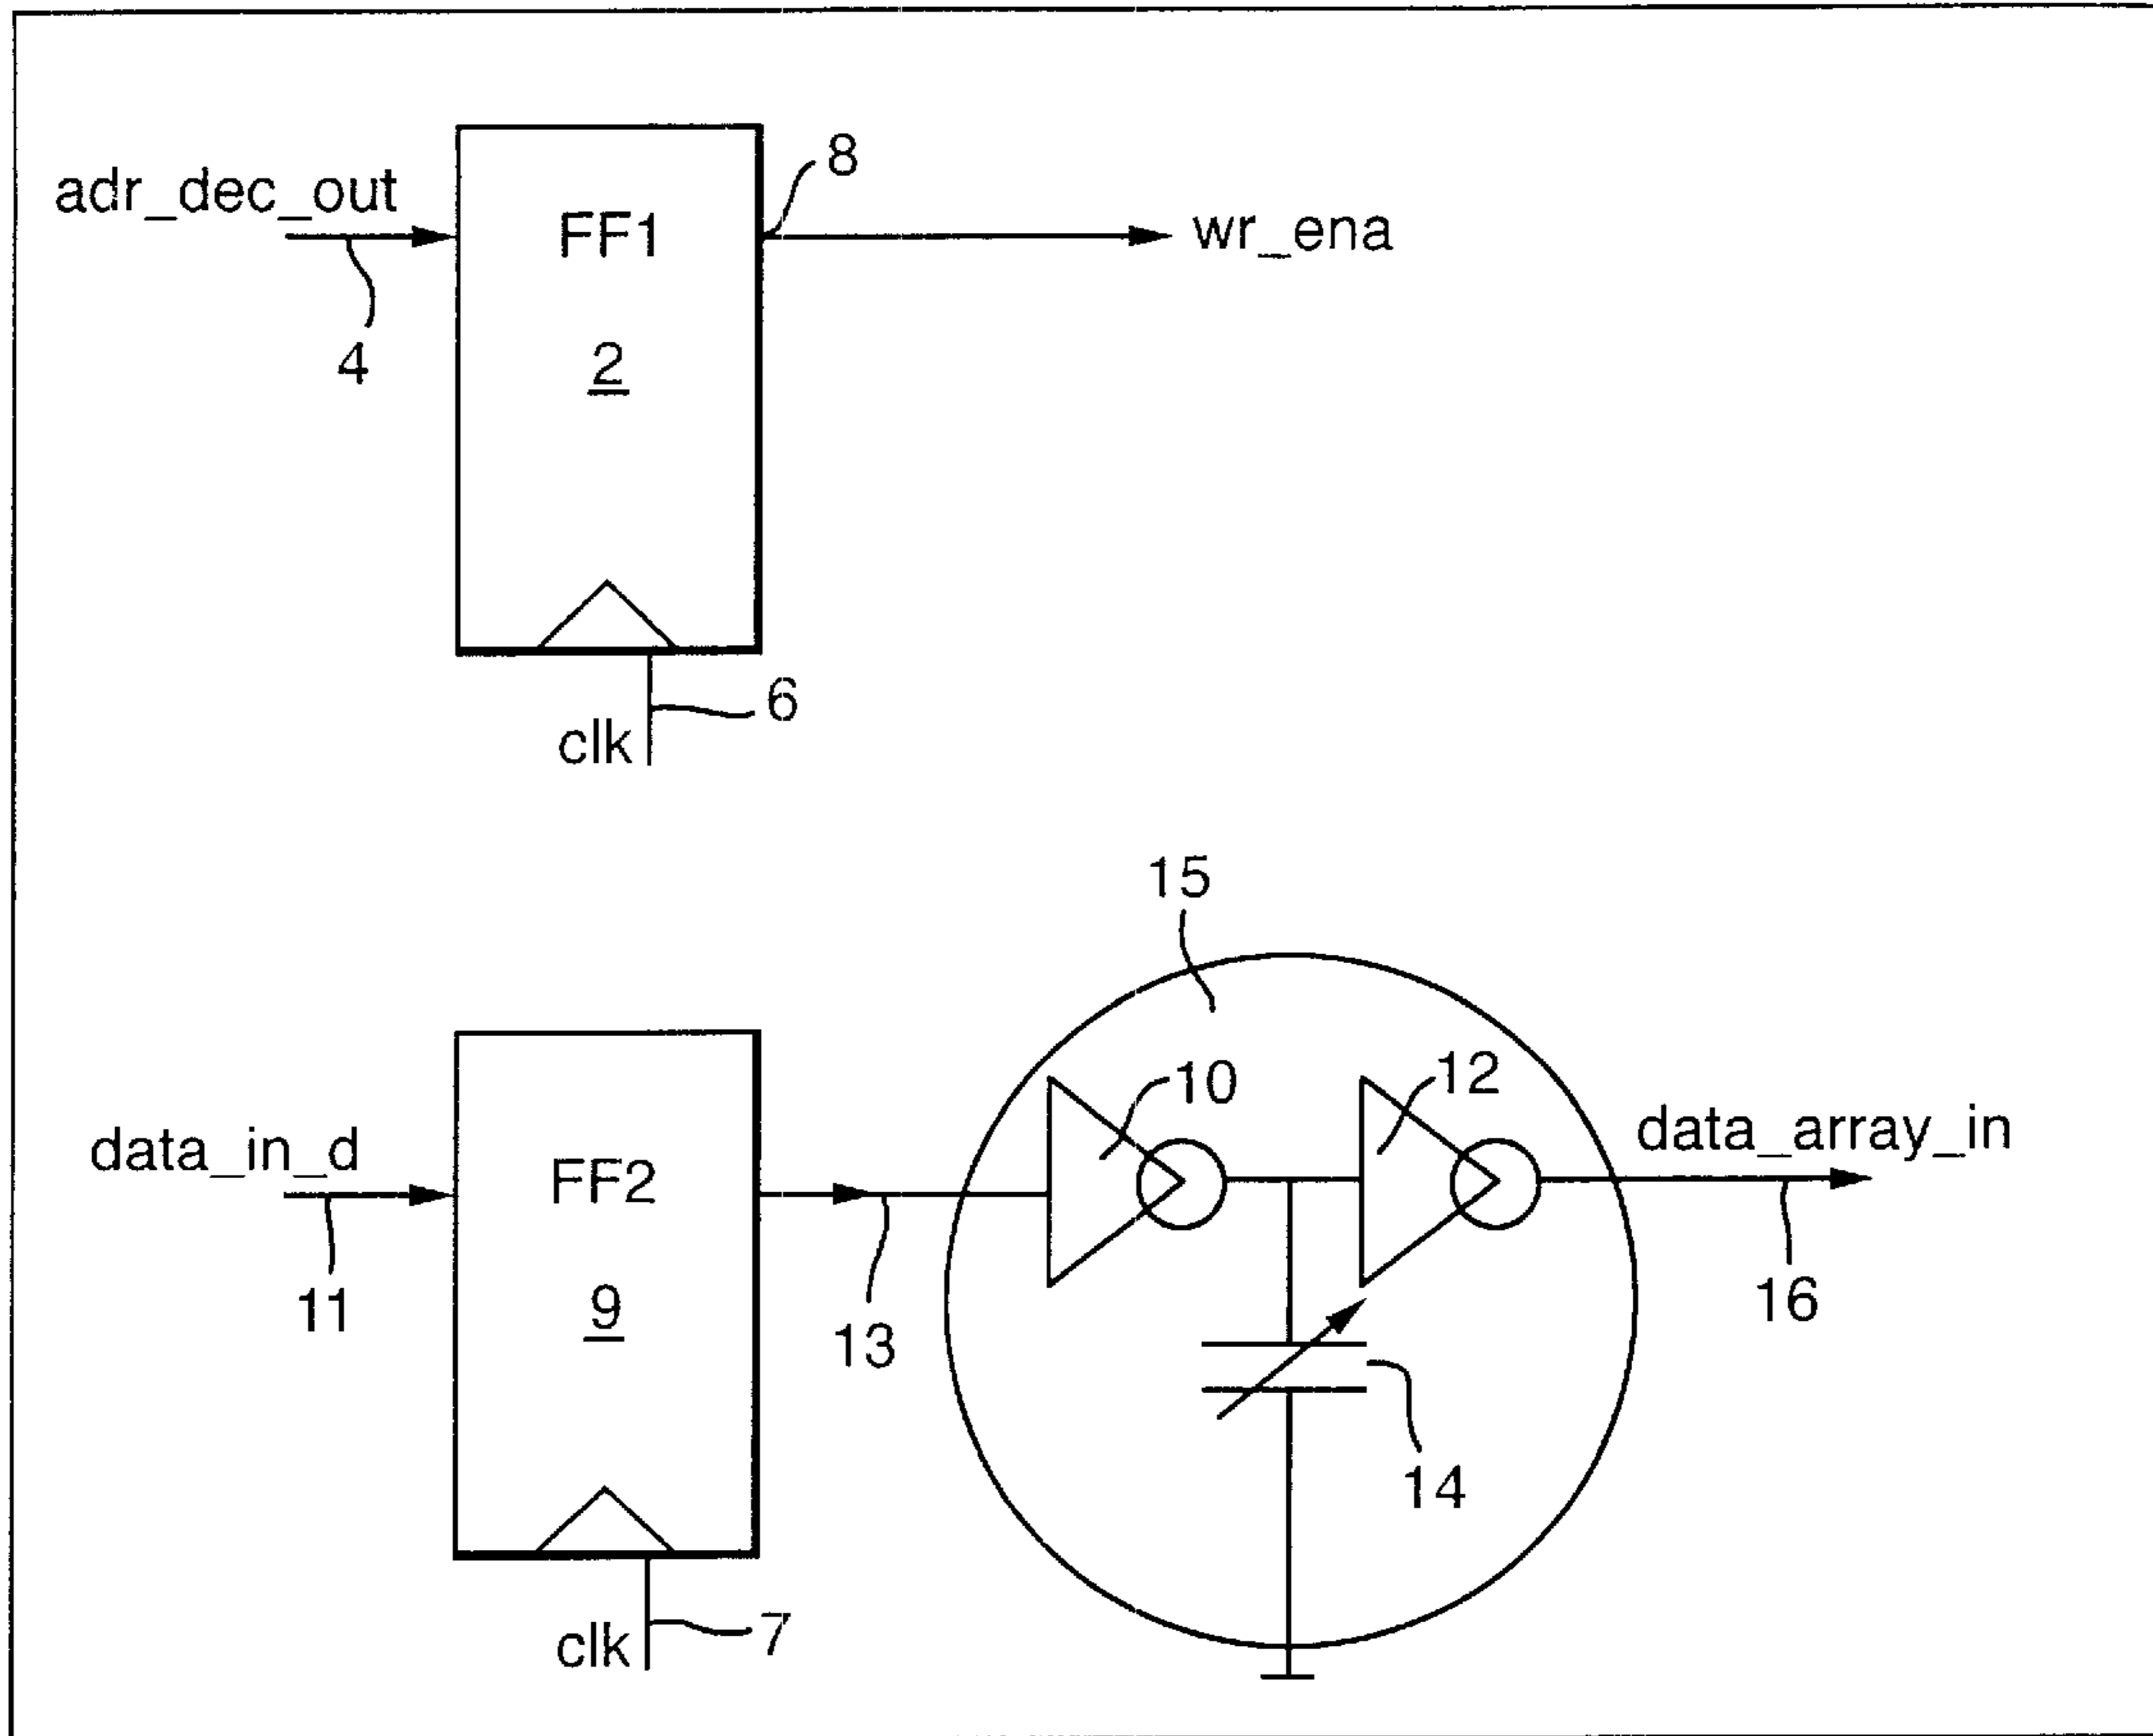 adr_dec_out
4
FF1
2
8
wr_ena
clk
6
data_in_d
11
FF2
9
13
clk
7
15
10
12
14
data_array_in
16